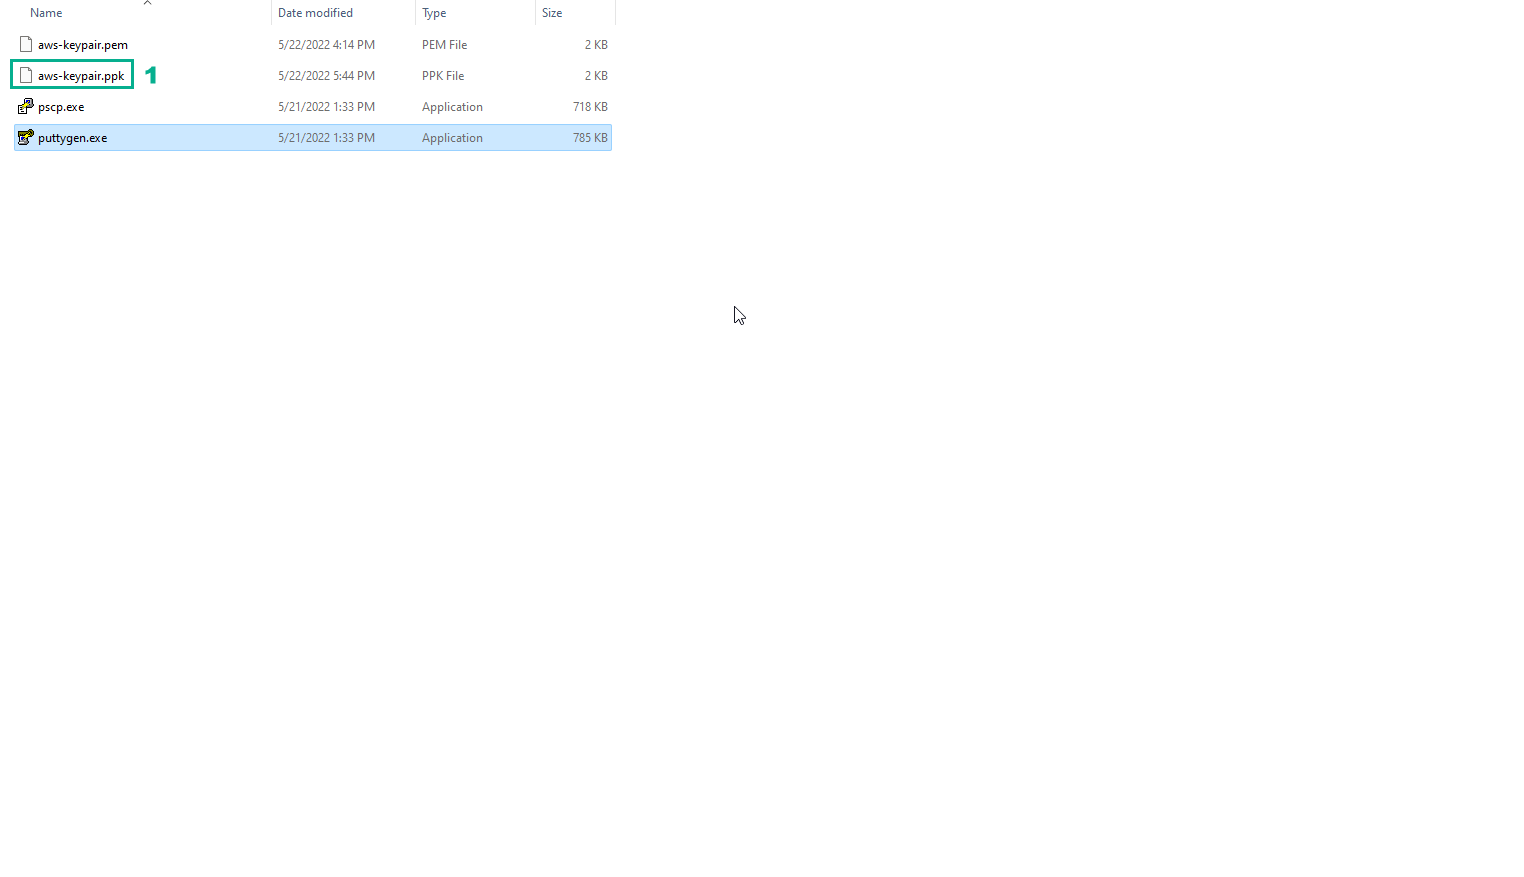 Name Date modified Type Size
aws-keypair.pem 5/22/2022 4:14 PM PEM File 2 KB
aws-keypair.ppk 1 5/22/2022 5:44 PM PPK File 2 KB
pscp.exe 5/21/2022 1:33 PM Application 718 KB
puttygen.exe 5/21/2022 1:33 PM Application 785 KB